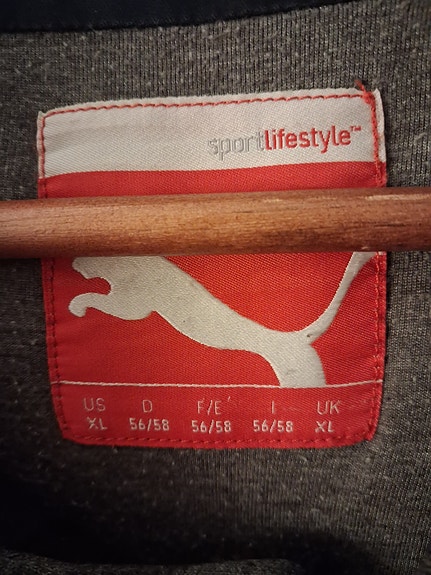 sportlifestyle™
US D F/E I UK
XL 56/58 56/58 56/58 XL